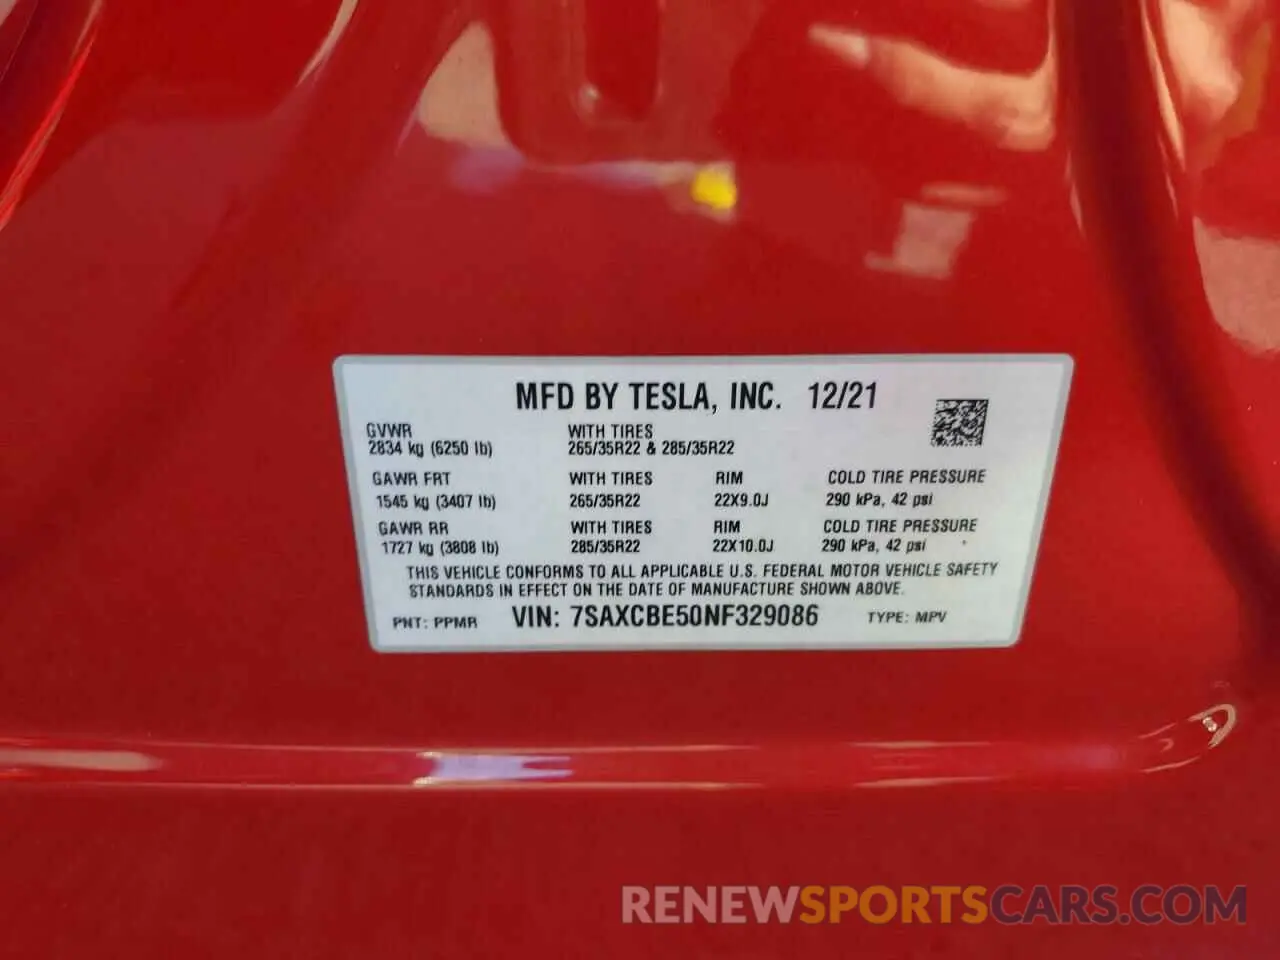 MFD BY TESLA, INC. 12/21
GVWR WITH TIRES
2834 kg (6250 lb) 265/35R22 & 285/35R22
GAWR FRT WITH TIRES RIM COLD TIRE PRESSURE
1545 kg (3407 lb) 265/35R22 22X9.0J 290 kPa, 42 psi
GAWR RR WITH TIRES RIM COLD TIRE PRESSURE
1727 kg (3808 lb) 285/35R22 22X10.0J 290 kPa, 42 psi
THIS VEHICLE CONFORMS TO ALL APPLICABLE U.S. FEDERAL MOTOR VEHICLE SAFETY
STANDARDS IN EFFECT ON THE DATE OF MANUFACTURE SHOWN ABOVE.
PNT: PPMR VIN: 7SAXCBE50NF329086 TYPE: MPV
RENEWSPORTSCARS.COM